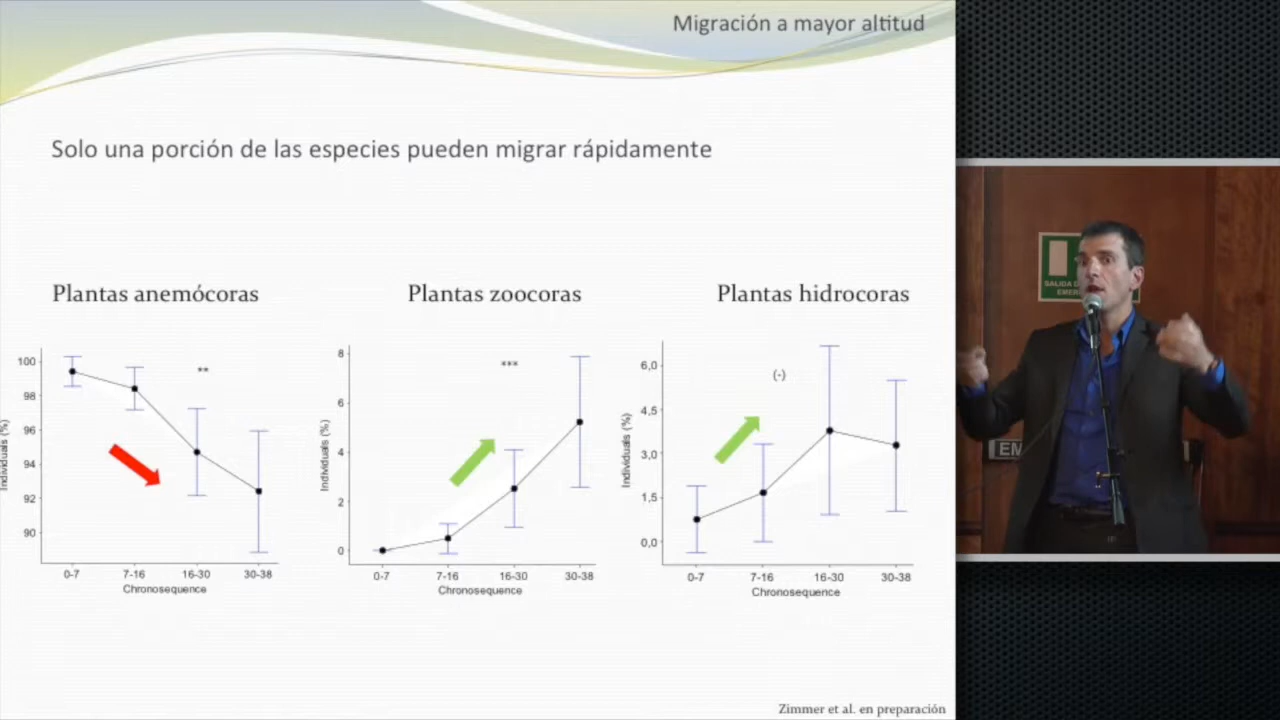 Migración a mayor altitud
Solo una porción de las especies pueden migrar rápidamente
Plantas anemócoras
Plantas zoocoras
Plantas hidrocoras
100
98
96
94
92
90
Individuals (%)
**
0-7
7-16
16-30
30-38
Chronosequence
8
6
4
2
0
Individuals (%)
***
0-7
7-16
16-30
30-38
Chronosequence
6,0
4,5
3,0
1,5
0,0
Individuals (%)
(-)
0-7
7-16
16-30
30-38
Chronosequence
Zimmer et al. en preparación
SALIDA
EMER
EM